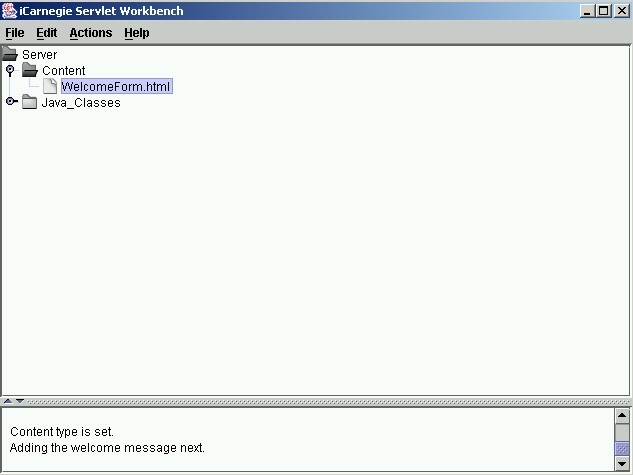 iCarnegie Servlet Workbench
File Edit Actions Help
Server
Content
WelcomeForm.html
Java_Classes
Content type is set.
Adding the welcome message next.